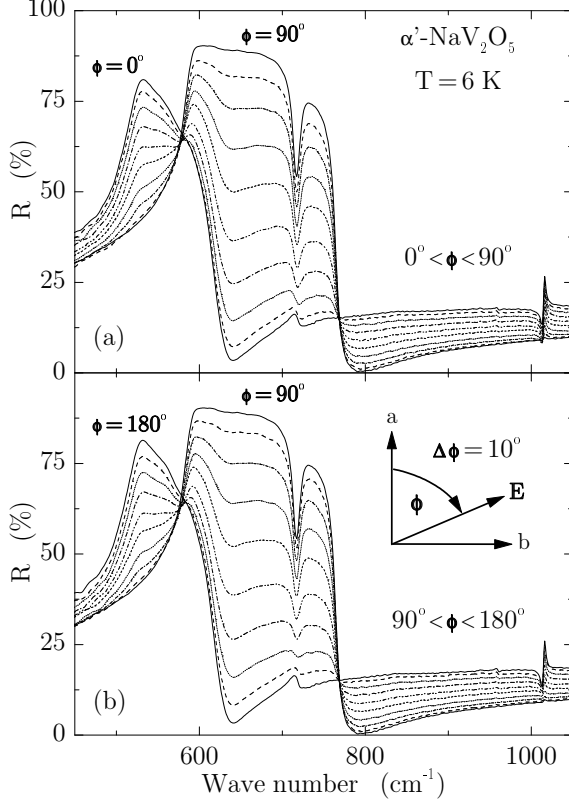 100
ϕ = 90°
α'-NaV₂O₅
ϕ = 0°
T = 6 K
75
R (%)
50
0° < ϕ < 90°
25
(a)
0
ϕ = 90°
ϕ = 180°
a
Δϕ = 10°
75
E
ϕ
R (%)
50
b
90° < ϕ < 180°
25
(b)
0
600 800 1000
Wave number (cm⁻¹)